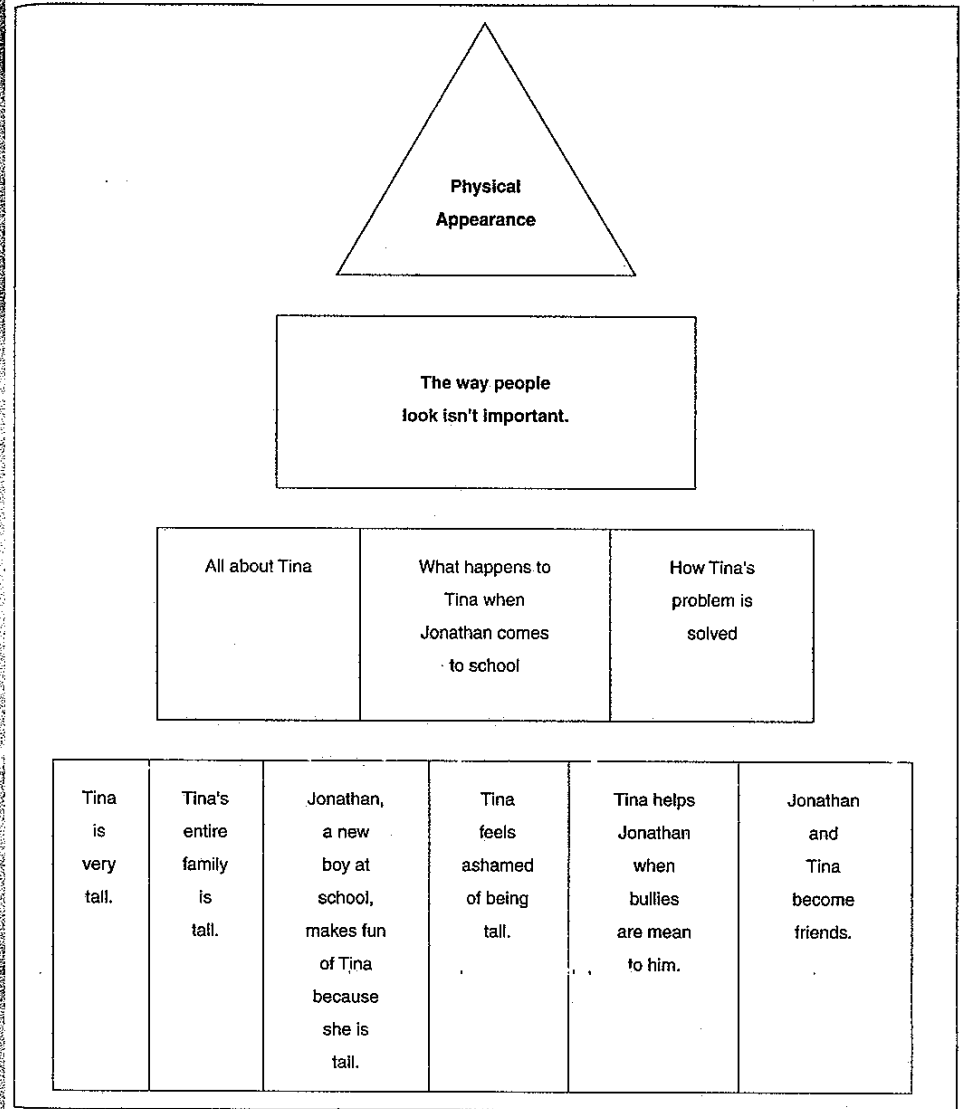 Physical
Appearance
The way people
look isn't important.
All about Tina
What happens to
Tina when
Jonathan comes
to school
How Tina's
problem is
solved
Tina
is
very
tall.
Tina's
entire
family
is
tall.
Jonathan,
a new
boy at
school,
makes fun
of Tina
because
she is
tall.
Tina
feels
ashamed
of being
tall.
Tina helps
Jonathan
when
bullies
are mean
to him.
Jonathan
and
Tina
become
friends.